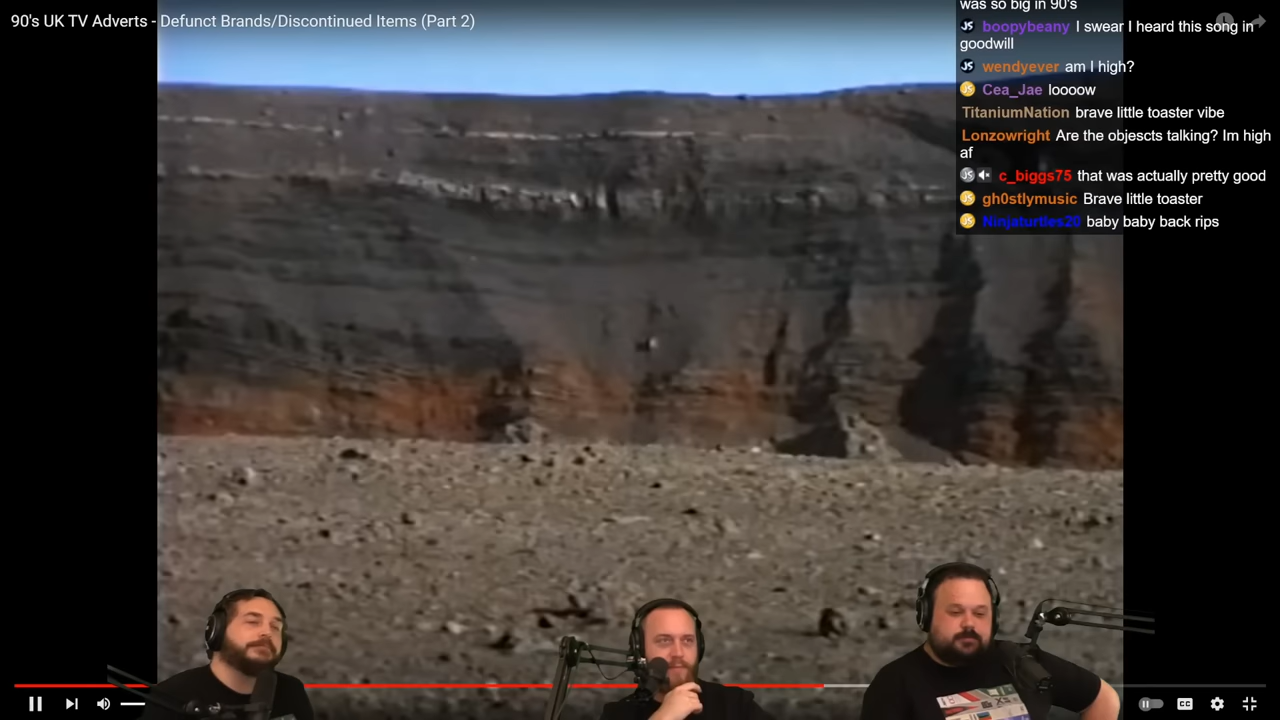 90's UK TV Adverts - Defunct Brands/Discontinued Items (Part 2)
was so big in 90's
boopybeany I swear I heard this song in
goodwill
wendyever am I high?
Cea_Jae loooow
TitaniumNation brave little toaster vibe
Lonzowright Are the objescts talking? Im high
af
c_biggs75 that was actually pretty good
gh0stlymusic Brave little toaster
Ninjaturtles20 baby baby back rips
CC